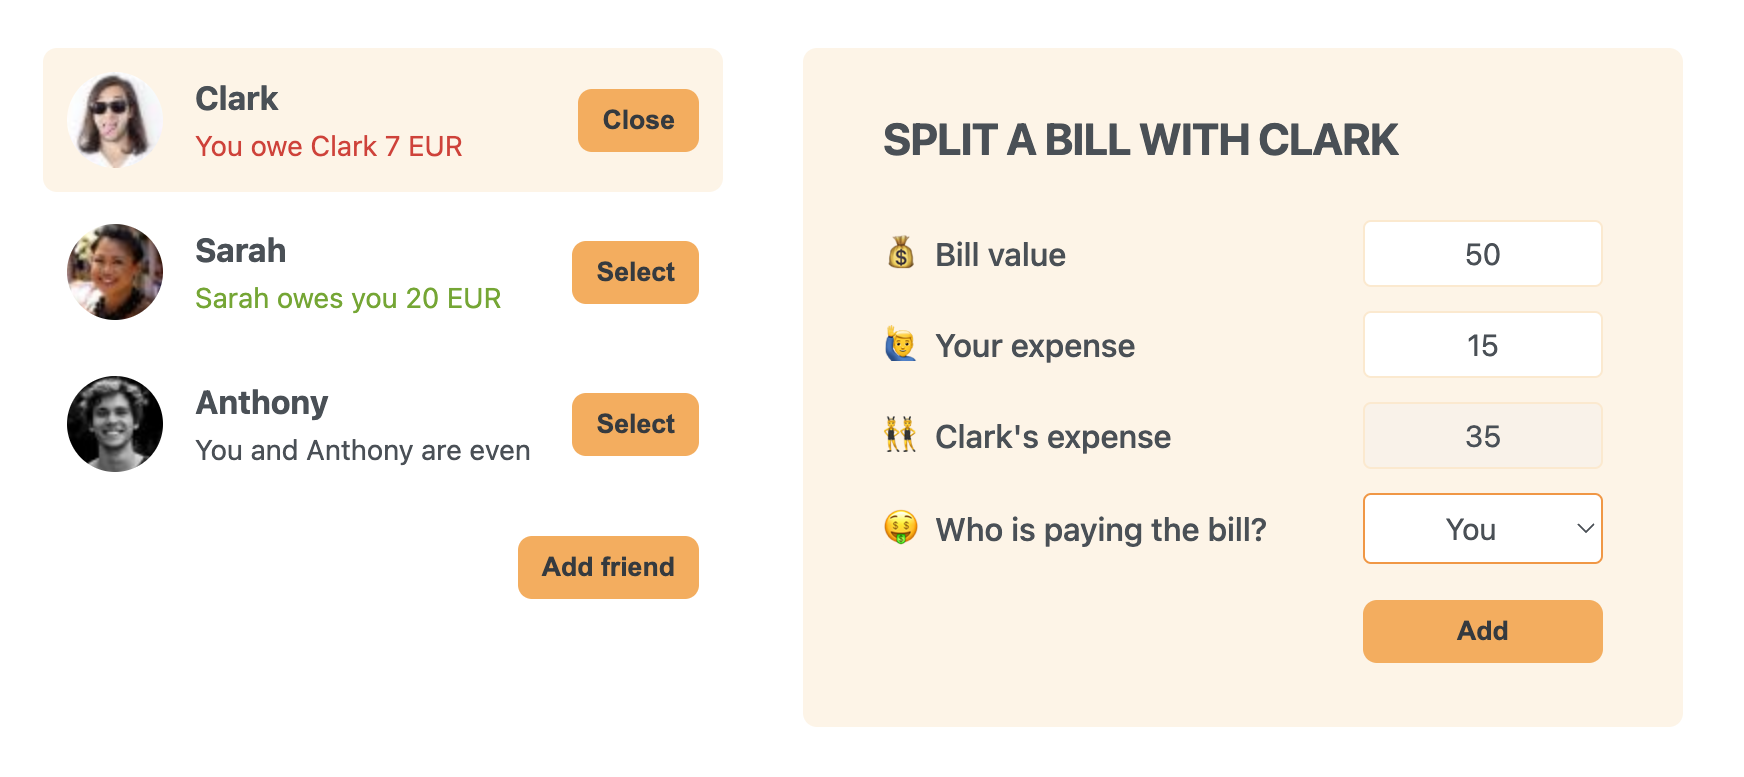 Clark
You owe Clark 7 EUR
Close
Sarah
Sarah owes you 20 EUR
Select
Anthony
You and Anthony are even
Select
Add friend
SPLIT A BILL WITH CLARK
💰 Bill value
50
🙋‍♂️ Your expense
15
👯 Clark's expense
35
🤑 Who is paying the bill?
You
Add